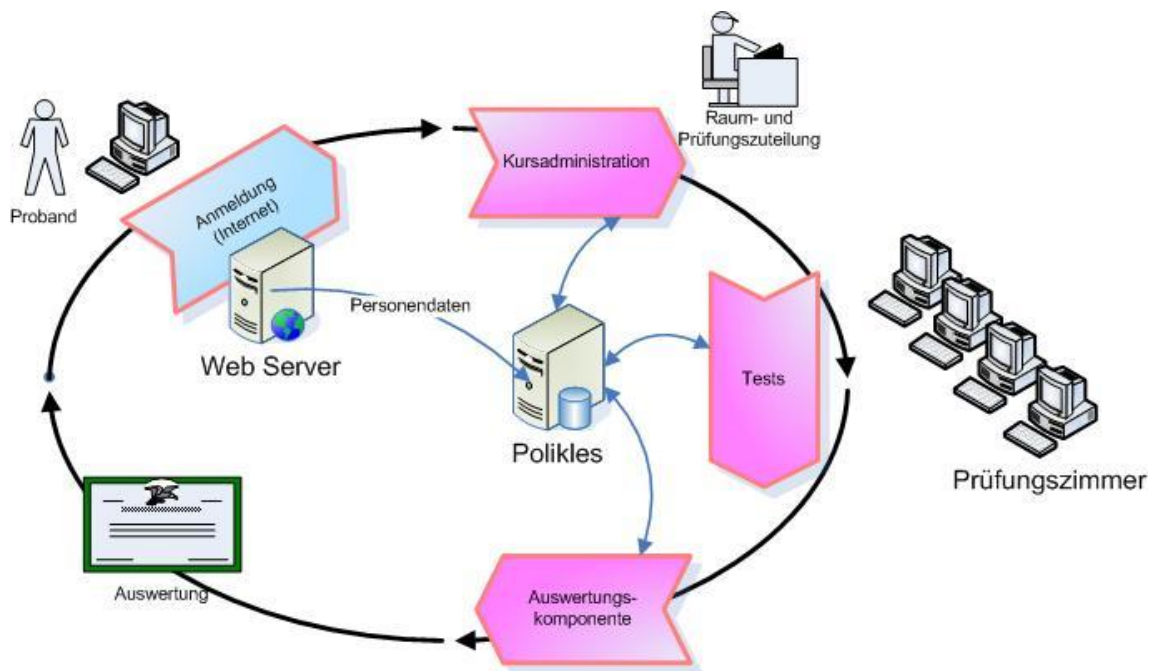 Raum- und
Prüfungszuteilung
Kursadministration
Proband
Anmeldung
(Internet)
Personendaten
Web Server
Tests
Polikles
Prüfungszimmer
Auswertung
Auswertungs-
komponente